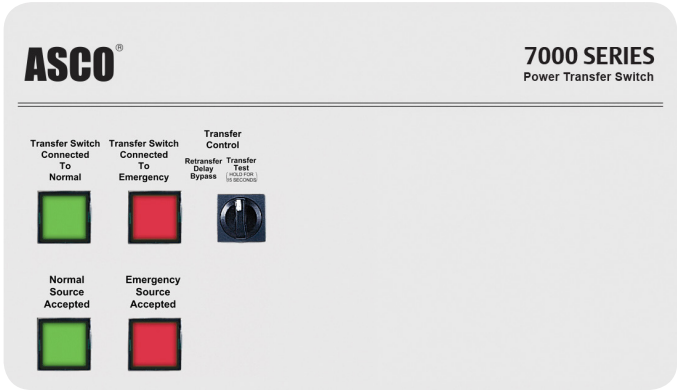 ASCO®
7000 SERIES
Power Transfer Switch
Transfer Switch
Connected
To
Normal
Transfer Switch
Connected
To
Emergency
Transfer
Control
Retransfer
Delay
Bypass
Transfer
Test
(HOLD FOR
15 SECONDS)
Normal
Source
Accepted
Emergency
Source
Accepted